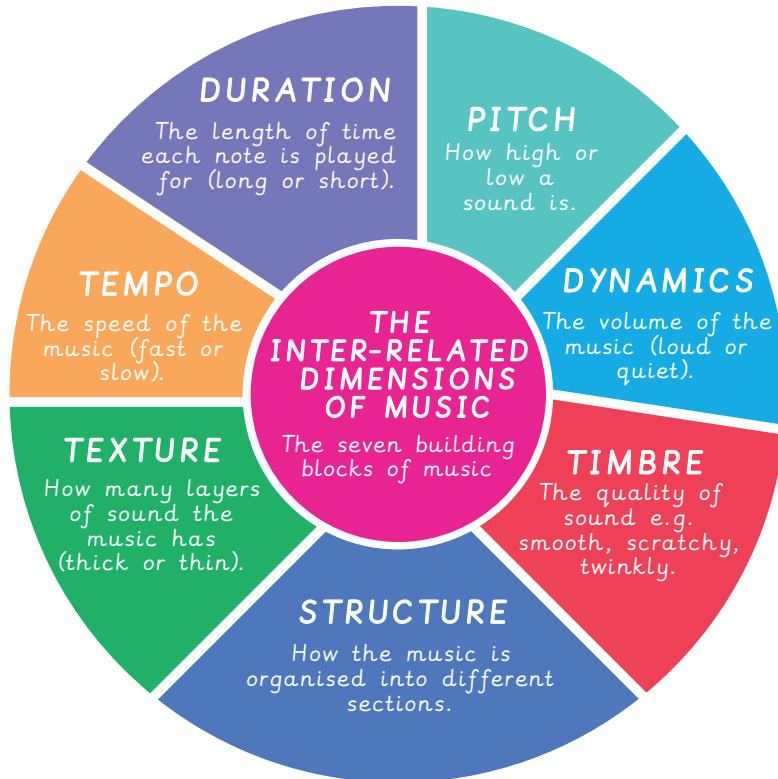 THE
INTER-RELATED
DIMENSIONS
OF MUSIC
The seven building
blocks of music
PITCH
How high or
low a
sound is.
DYNAMICS
The volume of the
music (loud or
quiet).
TIMBRE
The quality of
sound e.g.
smooth, scratchy,
twinkly.
STRUCTURE
How the music is
organised into different
sections.
TEXTURE
How many layers
of sound the
music has
(thick or thin).
TEMPO
The speed of the
music (fast or
slow).
DURATION
The length of time
each note is played
for (long or short).